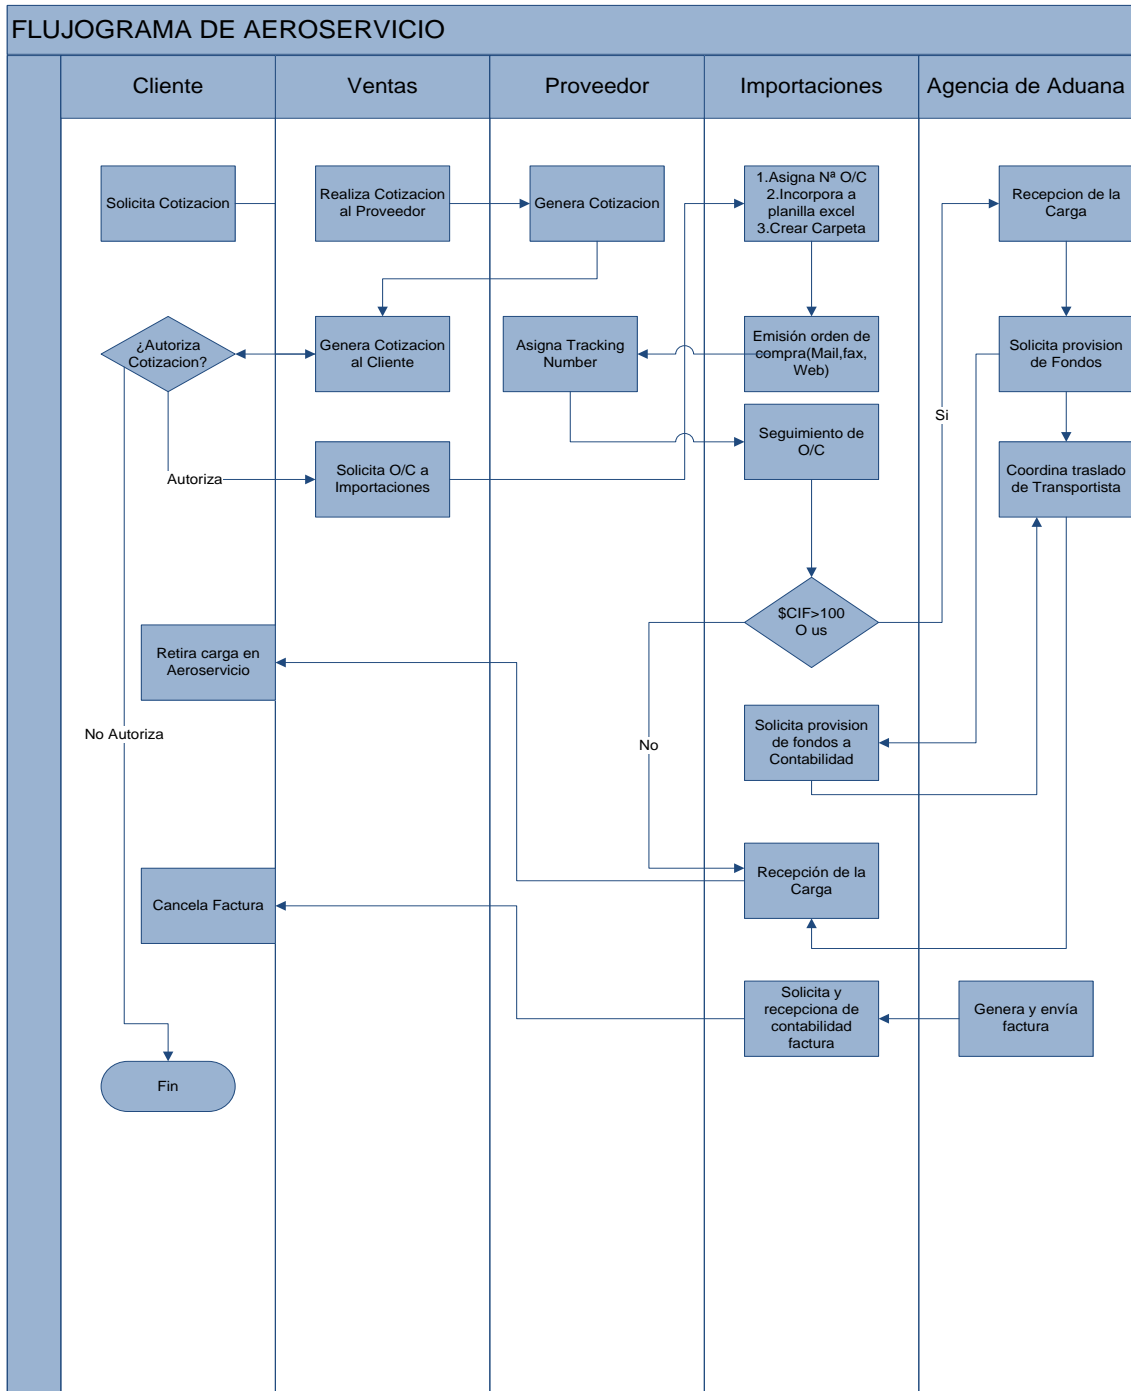 FLUJOGRAMA DE AEROSERVICIO
Cliente
Ventas
Proveedor
Importaciones
Agencia de Aduana
Solicita Cotizacion
Realiza Cotizacion
al Proveedor
Genera Cotizacion
1.Asigna Nª O/C
2.Incorpora a
planilla excel
3.Crear Carpeta
Recepcion de la
Carga
¿Autoriza
Cotizacion?
Genera Cotizacion
al Cliente
Asigna Tracking
Number
Emisión orden de
compra(Mail,fax,
Web)
Solicita provision
de Fondos
Si
Autoriza
Solicita O/C a
Importaciones
Seguimiento de
O/C
Coordina traslado
de Transportista
$CIF>100
O us
Retira carga en
Aeroservicio
No Autoriza
No
Solicita provision
de fondos a
Contabilidad
Cancela Factura
Recepción de la
Carga
Solicita y
recepciona de
contabilidad
factura
Genera y envía
factura
Fin